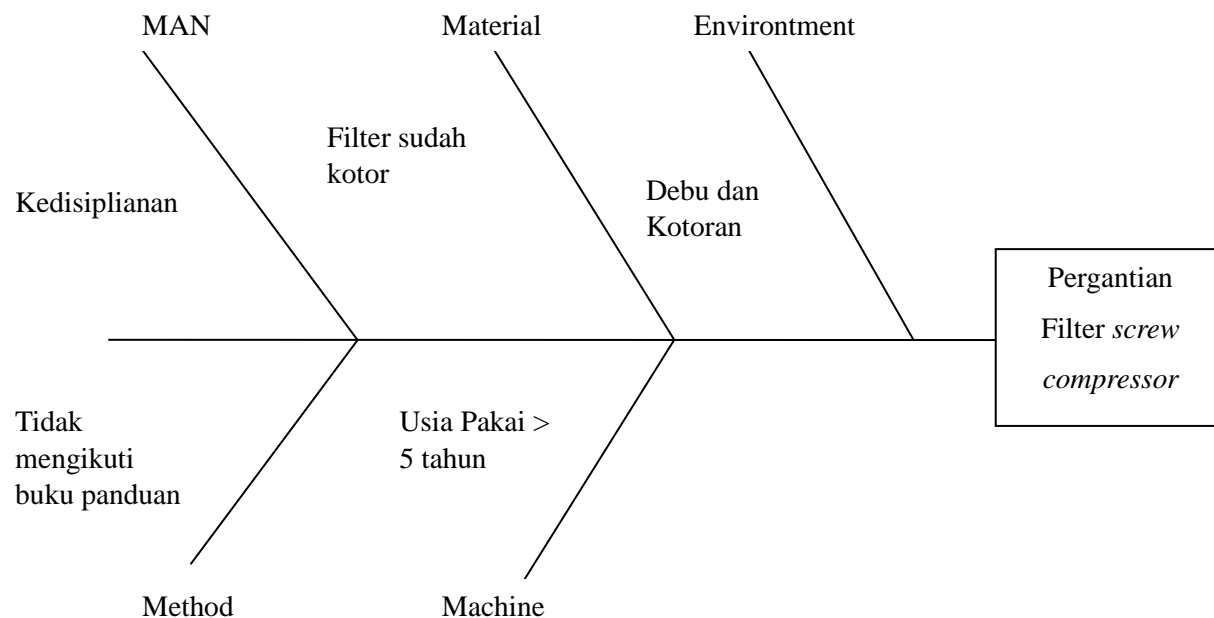 MAN
Material
Environtment
Filter sudah
kotor
Debu dan
Kotoran
Kedisiplianan
Pergantian
Filter screw
compressor
Tidak
mengikuti
buku panduan
Usia Pakai >
5 tahun
Method
Machine